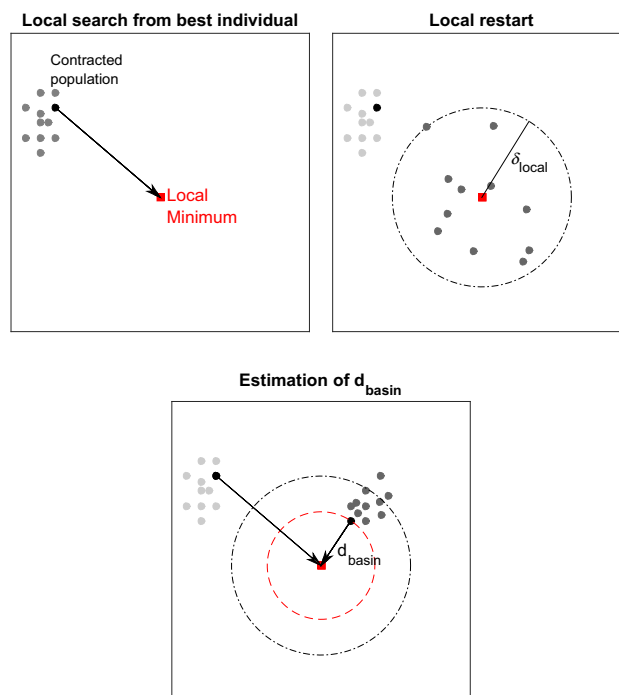 Local search from best individual
Contracted
population
Local
Minimum
Local restart
δlocal
Estimation of dbasin
dbasin